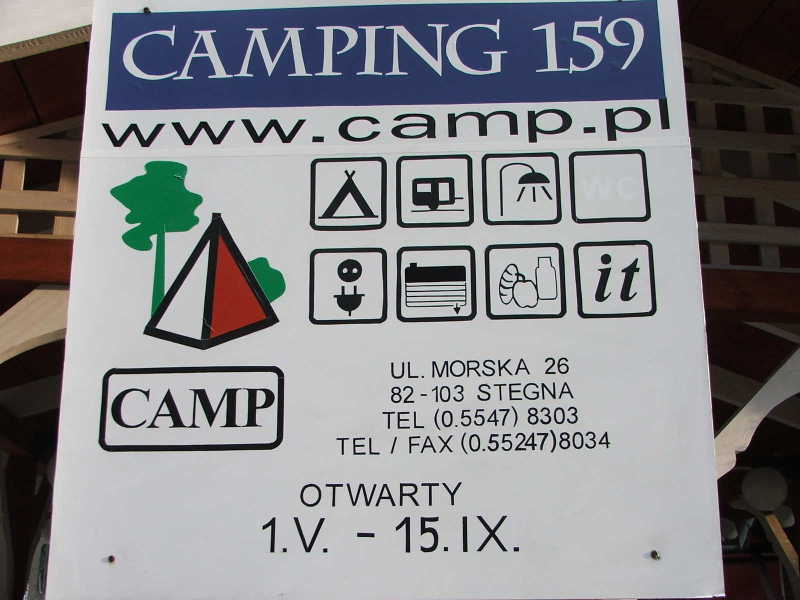 CAMPING 159
www.camp.pl
WC
it
CAMP
UL. MORSKA 26
82-103 STEGNA
TEL (0.5547) 8303
TEL / FAX (0.55247)8034
OTWARTY
1.V. - 15.IX.